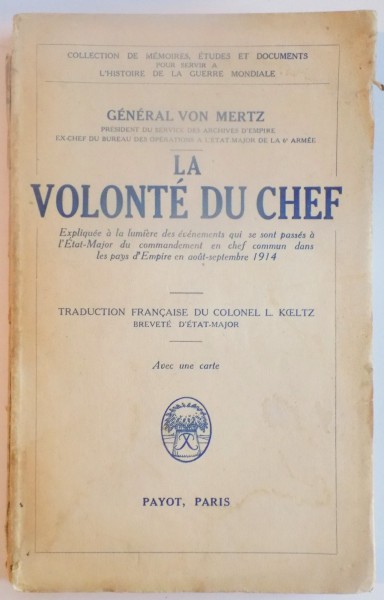 COLLECTION DE MÉMOIRES, ÉTUDES ET DOCUMENTS
POUR SERVIR A
L'HISTOIRE DE LA GUERRE MONDIALE
GÉNÉRAL VON MERTZ
PRÉSIDENT DU SERVICE DES ARCHIVES D'EMPIRE
EX-CHEF DU BUREAU DES OPÉRATIONS A L'ÉTAT-MAJOR DE LA 6e ARMÉE
LA
VOLONTÉ DU CHEF
Expliquée à la lumière des événements qui se sont passés à
l'État-Major du commandement en chef commun dans
les pays d'Empire en août-septembre 1914
TRADUCTION FRANÇAISE DU COLONEL L. KŒLTZ
BREVETÉ D'ÉTAT-MAJOR
Avec une carte
PAYOT, PARIS